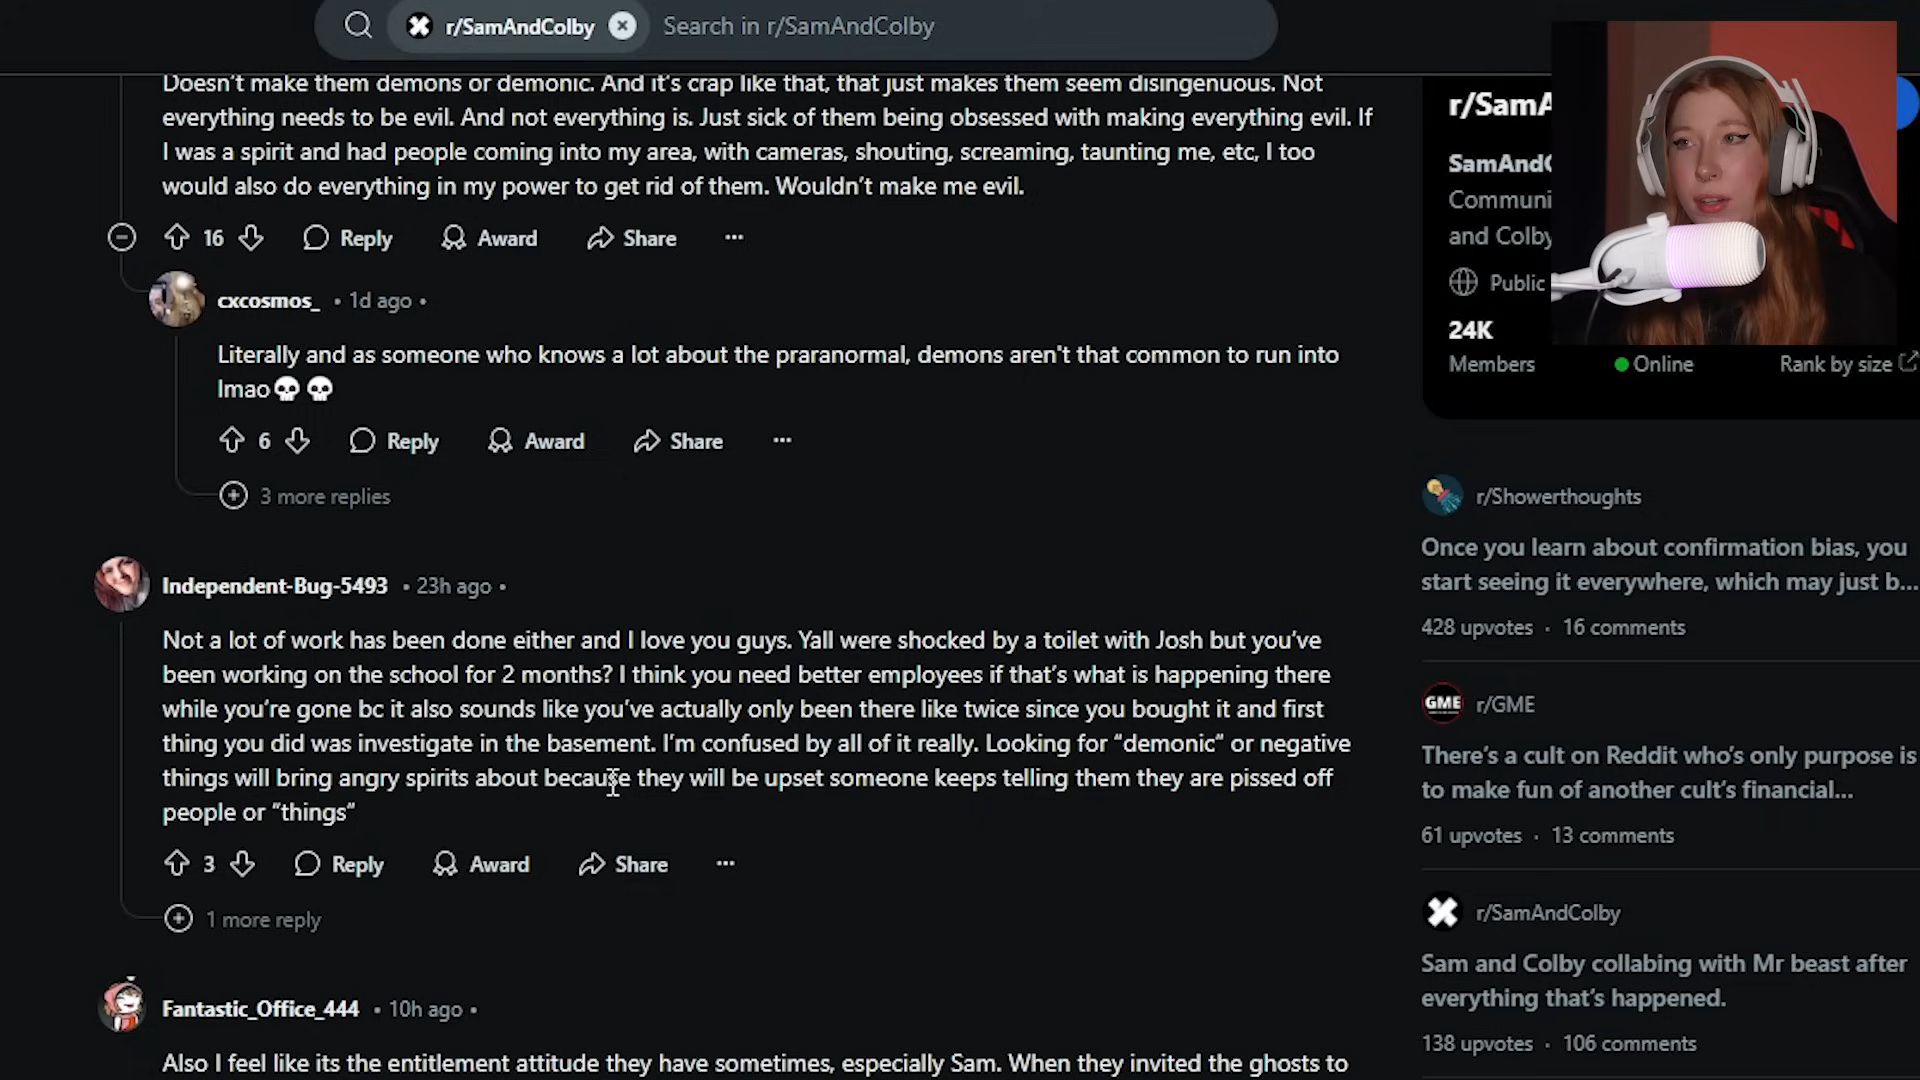 r/SamAndColby
Search in r/SamAndColby
Doesn't make them demons or demonic. And it's crap like that, that just makes them seem disingenuous. Not
everything needs to be evil. And not everything is. Just sick of them being obsessed with making everything evil. If
I was a spirit and had people coming into my area, with cameras, shouting, screaming, taunting me, etc, I too
would also do everything in my power to get rid of them. Wouldn't make me evil.
16 Reply Award Share
cxcosmos_ • 1d ago •
Literally and as someone who knows a lot about the praranormal, demons aren't that common to run into
lmao💀💀
6 Reply Award Share
3 more replies
Independent-Bug-5493 • 23h ago •
Not a lot of work has been done either and I love you guys. Yall were shocked by a toilet with Josh but you've
been working on the school for 2 months? I think you need better employees if that's what is happening there
while you're gone bc it also sounds like you've actually only been there like twice since you bought it and first
thing you did was investigate in the basement. I'm confused by all of it really. Looking for "demonic" or negative
things will bring angry spirits about because they will be upset someone keeps telling them they are pissed off
people or "things"
3 Reply Award Share
1 more reply
Fantastic_Office_444 • 10h ago •
Also I feel like its the entitlement attitude they have sometimes, especially Sam. When they invited the ghosts to
r/SamA
SamAndC
Communi
and Colby
Public
24K
Members
Online
Rank by size
r/Showerthoughts
Once you learn about confirmation bias, you
start seeing it everywhere, which may just b...
428 upvotes · 16 comments
GME r/GME
There's a cult on Reddit who's only purpose is
to make fun of another cult's financial...
61 upvotes · 13 comments
r/SamAndColby
Sam and Colby collabing with Mr beast after
everything that's happened.
138 upvotes · 106 comments